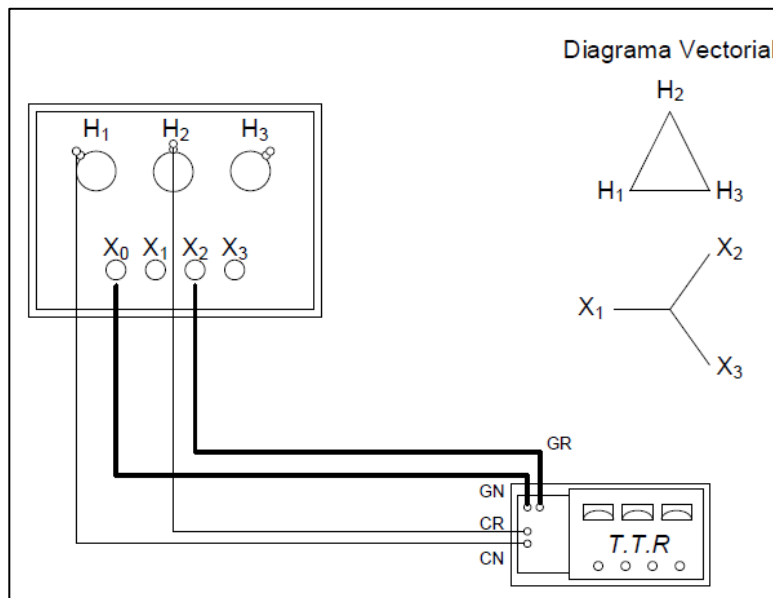 Diagrama Vectorial
H1 H2 H3
X0 X1 X2 X3
H2
H1 H3
X2
X1
X3
GR
GN
CR
CN
T.T.R